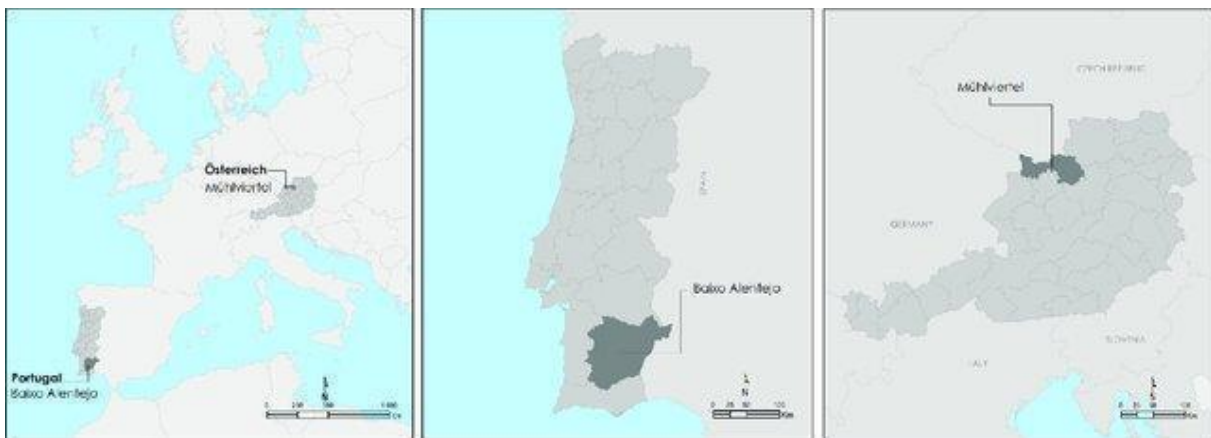 Österreich
Mühlviertel
Portugal
Baixo Alentejo
N
SPAIN
Baixo Alentejo
N
CZECH REPUBLIC
Mühlviertel
GERMANY
ITALY
SLOVENIA
N